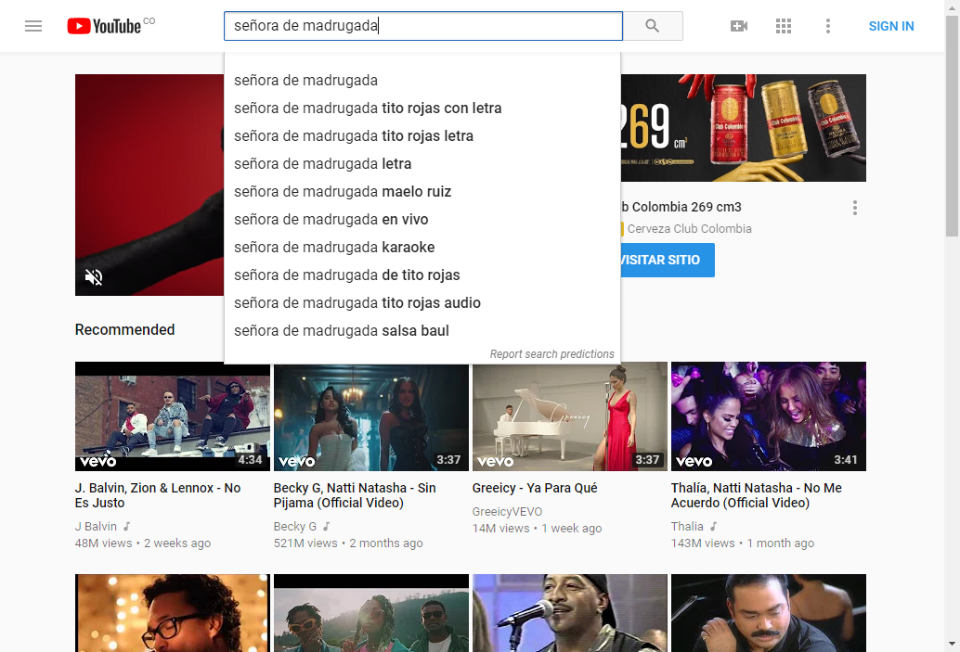 YouTube CO
señora de madrugada
SIGN IN
señora de madrugada
señora de madrugada tito rojas con letra
señora de madrugada tito rojas letra
señora de madrugada letra
señora de madrugada maelo ruiz
señora de madrugada en vivo
señora de madrugada karaoke
señora de madrugada de tito rojas
señora de madrugada tito rojas audio
señora de madrugada salsa baul
Report search predictions
269 cm3
Club Colombia
b Colombia 269 cm3
Cerveza Club Colombia
VISITAR SITIO
Recommended
vevo 4:34
vevo 3:37
Greeicy
vevo 3:37
vevo 3:41
J. Balvin, Zion & Lennox - No
Es Justo
J Balvin
48M views • 2 weeks ago
Becky G, Natti Natasha - Sin
Pijama (Official Video)
Becky G
521M views • 2 months ago
Greeicy - Ya Para Qué
GreeicyVEVO
14M views • 1 week ago
Thalía, Natti Natasha - No Me
Acuerdo (Official Video)
Thalia
143M views • 1 month ago